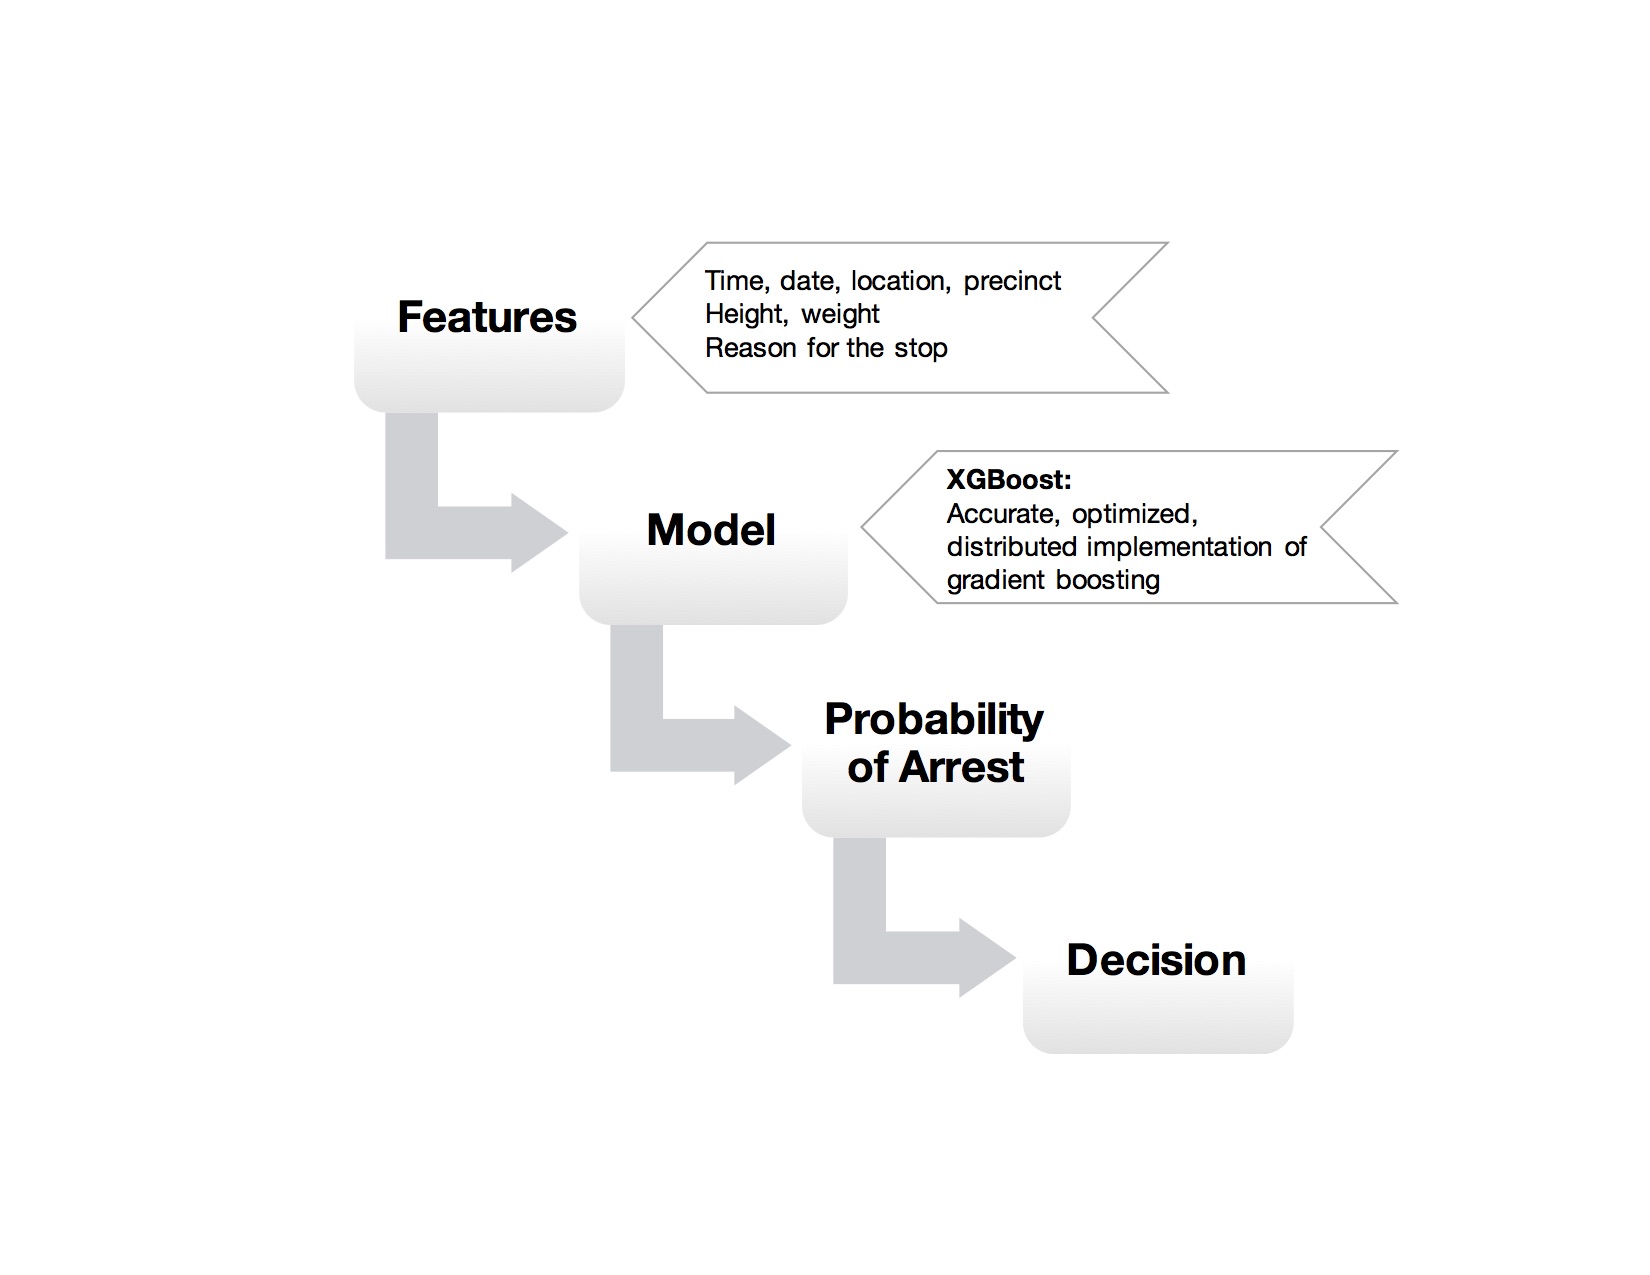 Features
Time, date, location, precinct
Height, weight
Reason for the stop
Model
XGBoost:
Accurate, optimized,
distributed implementation of
gradient boosting
Probability
of Arrest
Decision